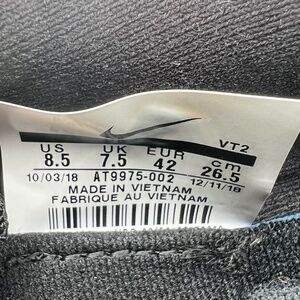 VT2
US UK EUR cm
8.5 7.5 42 26.5
10/03/18 AT9975-002 12/11/18
MADE IN VIETNAM
FABRIQUE AU VIETNAM